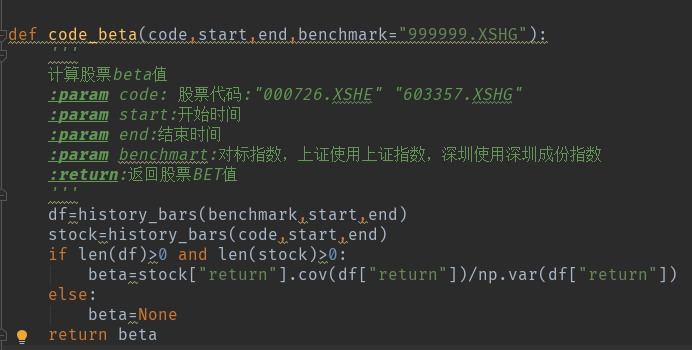 def code_beta(code,start,end,benchmark="999999.XSHG"):
    '''
    计算股票beta值
    :param code: 股票代码:"000726.XSHE" "603357.XSHG"
    :param start:开始时间
    :param end:结束时间
    :param benchmart:对标指数，上证使用上证指数，深圳使用深圳成份指数
    :return:返回股票BET值
    '''
    df=history_bars(benchmark,start,end)
    stock=history_bars(code,start,end)
    if len(df)>0 and len(stock)>0:
        beta=stock["return"].cov(df["return"])/np.var(df["return"])
    else:
        beta=None
    return beta